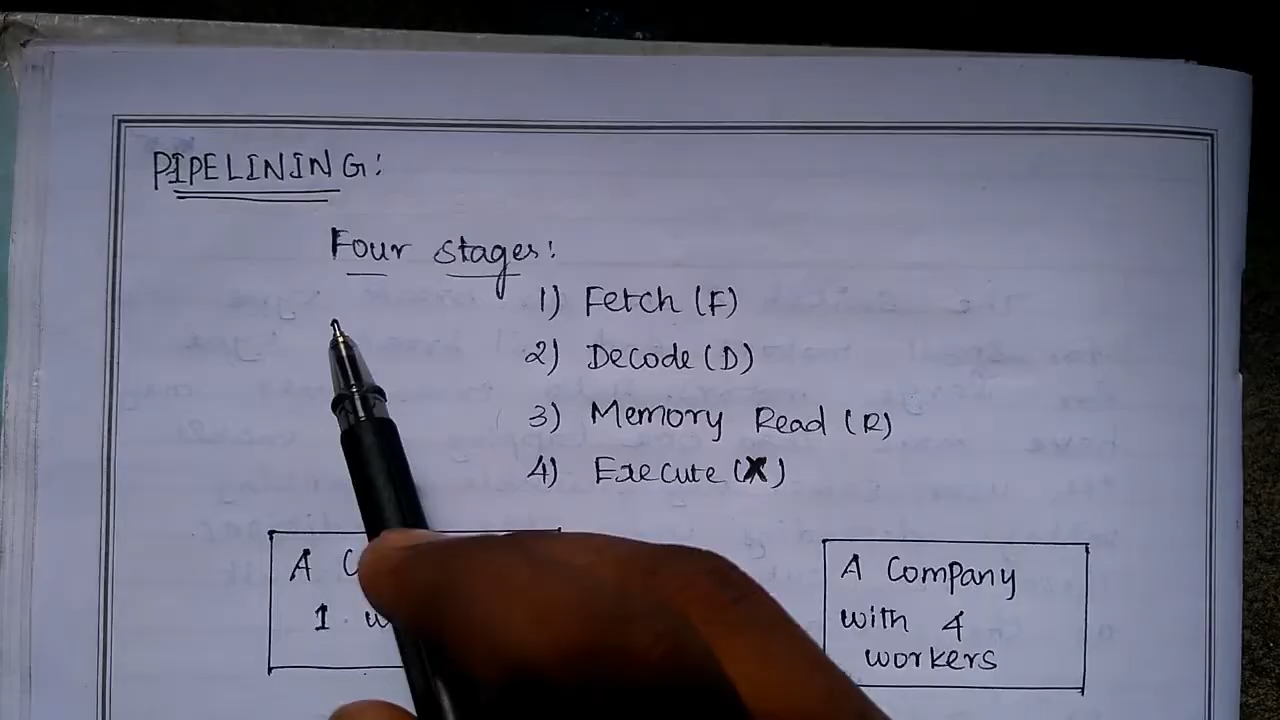 PIPELINING:
Four stages:
1) Fetch (F)
2) Decode (D)
3) Memory Read (R)
4) Execute (X)
A
1
A Company
with 4
workers